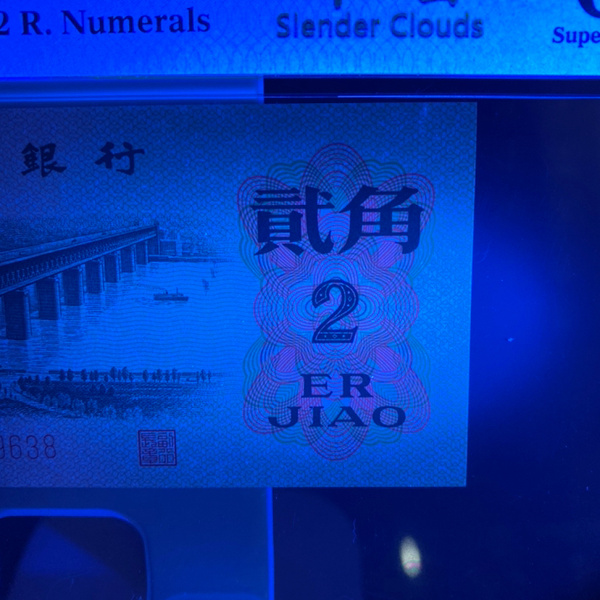 2 R. Numerals
Slender Clouds
Supe
銀行
貳角
2
ER
JIAO
9638